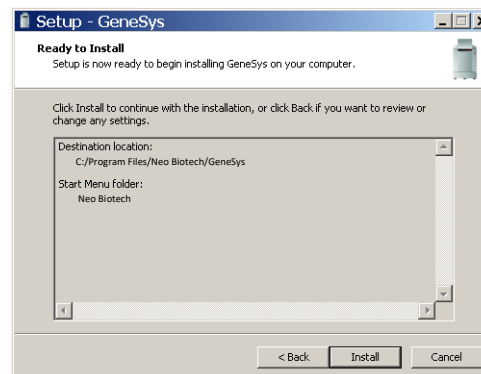 Setup - GeneSys
Ready to Install
Setup is now ready to begin installing GeneSys on your computer.
Click Install to continue with the installation, or click Back if you want to review or
change any settings.
Destination location:
C:/Program Files/Neo Biotech/GeneSys
Start Menu folder:
Neo Biotech
< Back
Install
Cancel